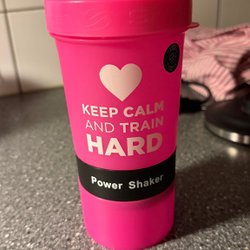 KEEP CALM
AND TRAIN
HARD
Power Shaker